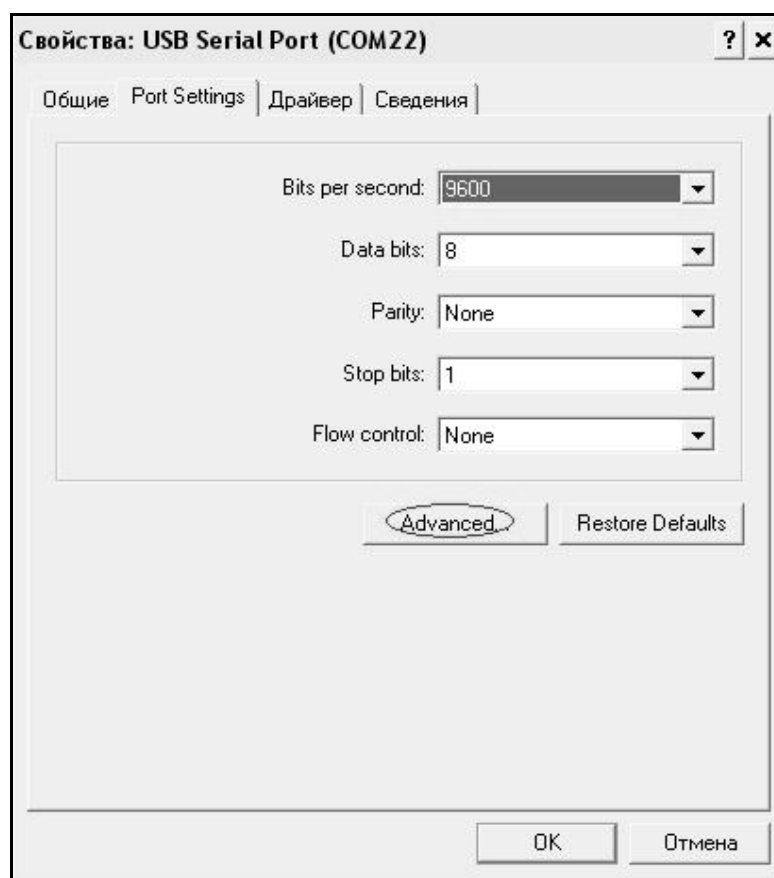 Свойства: USB Serial Port (COM22) ? ×
Общие Port Settings Драйвер Сведения
Bits per second: 9600
Data bits: 8
Parity: None
Stop bits: 1
Flow control: None
Advanced... Restore Defaults
OK Отмена